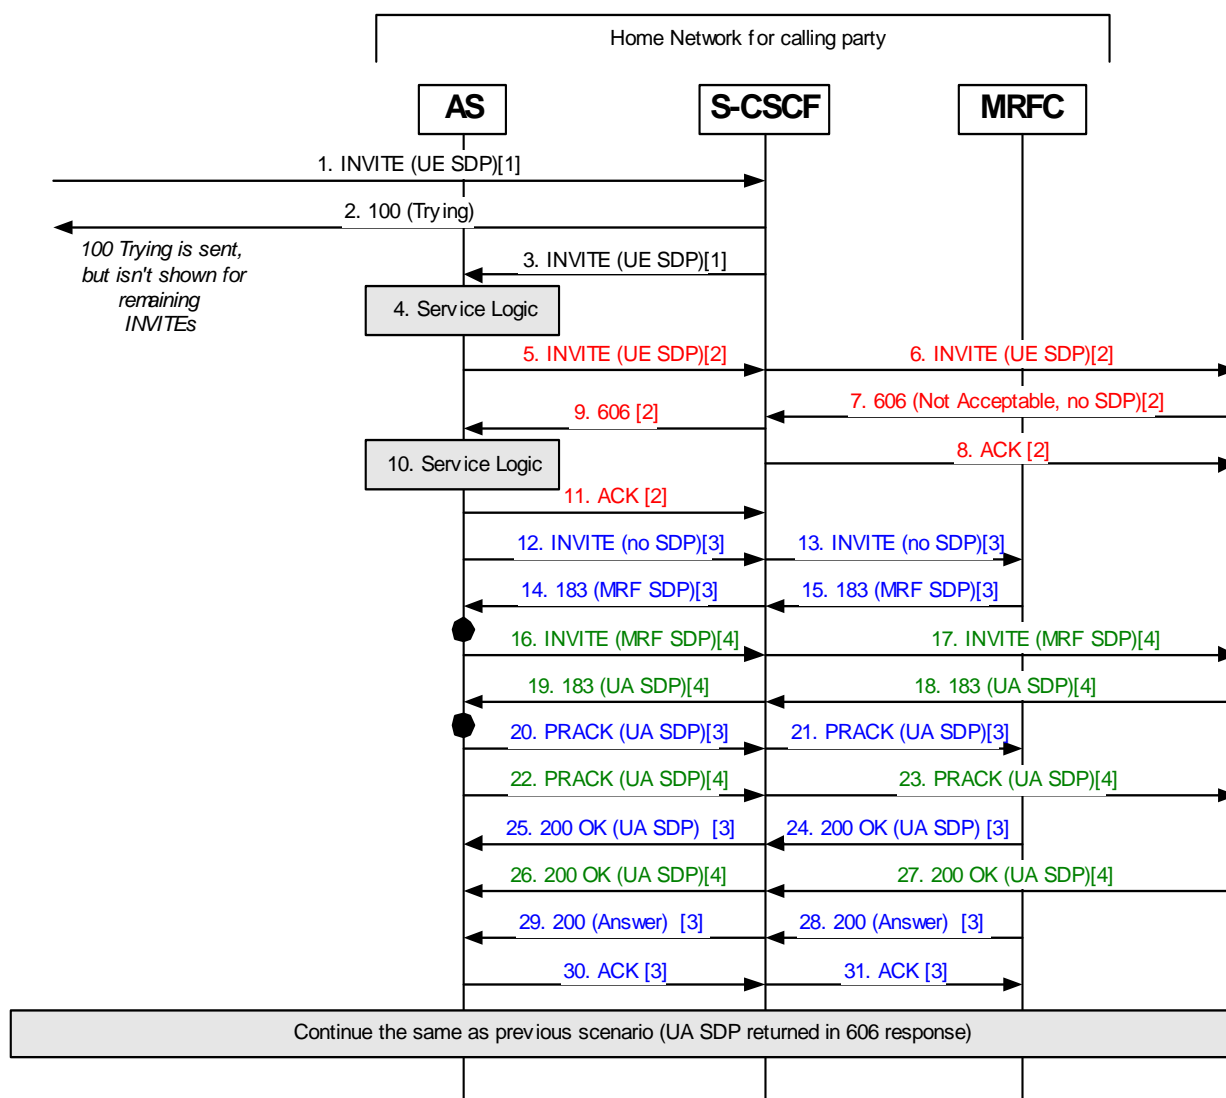 Home Network for calling party
AS
S-CSCF
MRFC
1. INVITE (UE SDP)[1]
2. 100 (Trying)
100 Trying is sent,
but isn't shown for
remaining
INVITEs
3. INVITE (UE SDP)[1]
4. Service Logic
5. INVITE (UE SDP)[2]
6. INVITE (UE SDP)[2]
7. 606 (Not Acceptable, no SDP)[2]
9. 606 [2]
10. Service Logic
8. ACK [2]
11. ACK [2]
12. INVITE (no SDP)[3]
13. INVITE (no SDP)[3]
14. 183 (MRF SDP)[3]
15. 183 (MRF SDP)[3]
16. INVITE (MRF SDP)[4]
17. INVITE (MRF SDP)[4]
19. 183 (UA SDP)[4]
18. 183 (UA SDP)[4]
20. PRACK (UA SDP)[3]
21. PRACK (UA SDP)[3]
22. PRACK (UA SDP)[4]
23. PRACK (UA SDP)[4]
25. 200 OK (UA SDP) [3]
24. 200 OK (UA SDP) [3]
26. 200 OK (UA SDP)[4]
27. 200 OK (UA SDP)[4]
29. 200 (Answer) [3]
28. 200 (Answer) [3]
30. ACK [3]
31. ACK [3]
Continue the same as previous scenario (UA SDP returned in 606 response)